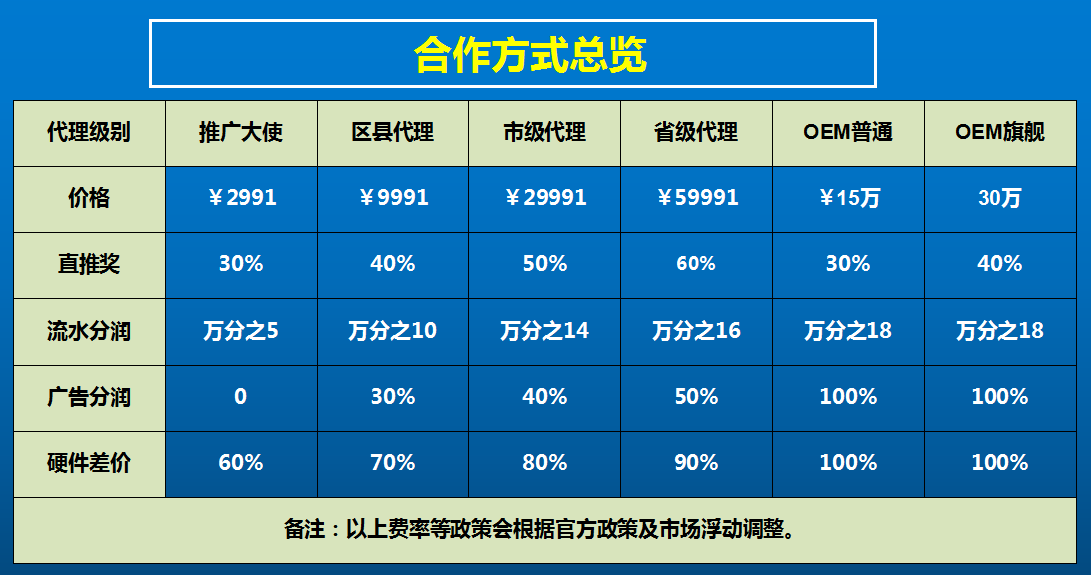 合作方式总览
代理级别 推广大使 区县代理 市级代理 省级代理 OEM普通 OEM旗舰
价格 ￥2991 ￥9991 ￥29991 ￥59991 ￥15万 30万
直推奖 30% 40% 50% 60% 30% 40%
流水分润 万分之5 万分之10 万分之14 万分之16 万分之18 万分之18
广告分润 0 30% 40% 50% 100% 100%
硬件差价 60% 70% 80% 90% 100% 100%
备注：以上费率等政策会根据官方政策及市场浮动调整。